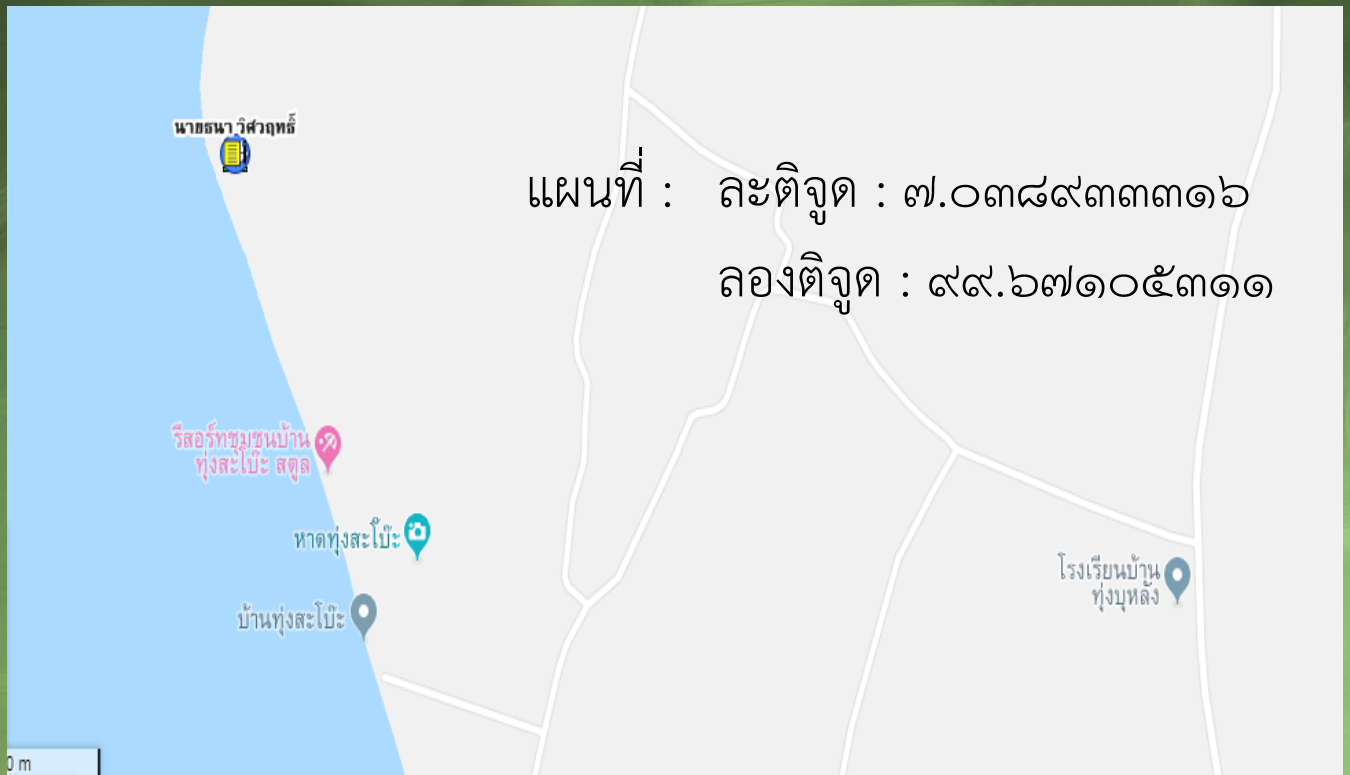 นายธนา วิศวฤทธิ์
แผนที่ : ละติจูด : ๗.๐๓๘๙๓๓๓๑๖
ลองติจูด : ๙๙.๖๗๑๐๕๓๑๑
รีสอร์ทชุมชนบ้าน
ทุ่งสะโบ๊ะ สตูล
หาดทุ่งสะโบ๊ะ
โรงเรียนบ้าน
ทุ่งบุหลัง
บ้านทุ่งสะโบ๊ะ
0 m